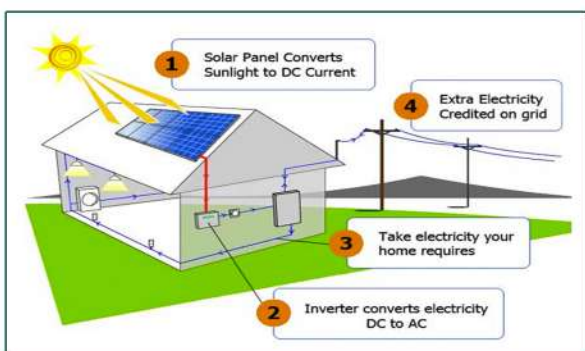 1
Solar Panel Converts
Sunlight to DC Current
4
Extra Electricity
Credited on grid
3
Take electricity your
home requires
2
Inverter converts electricity
DC to AC